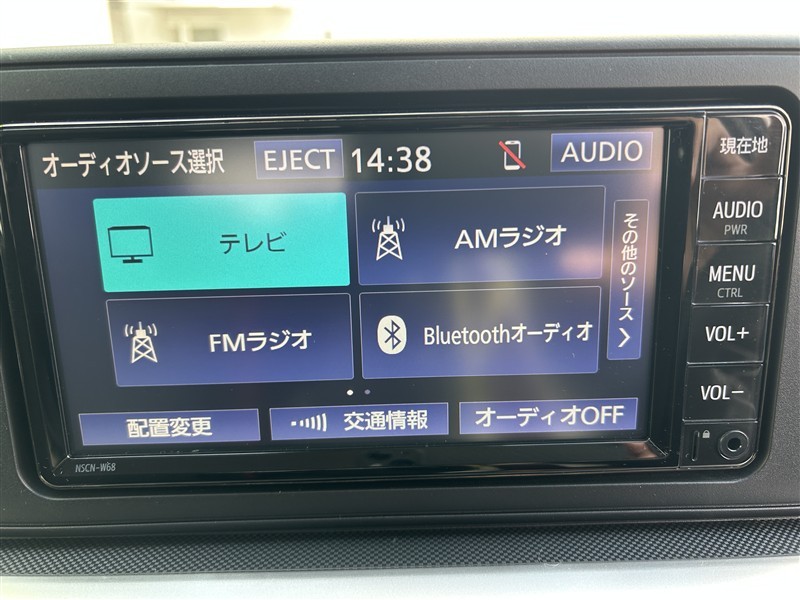 オーディオソース選択 EJECT 14:38 AUDIO
テレビ AMラジオ
FMラジオ Bluetoothオーディオ
その他のソース
配置変更 交通情報 オーディオOFF
NSCN-W68
現在地
AUDIO
PWR
MENU
CTRL
VOL+
VOL-